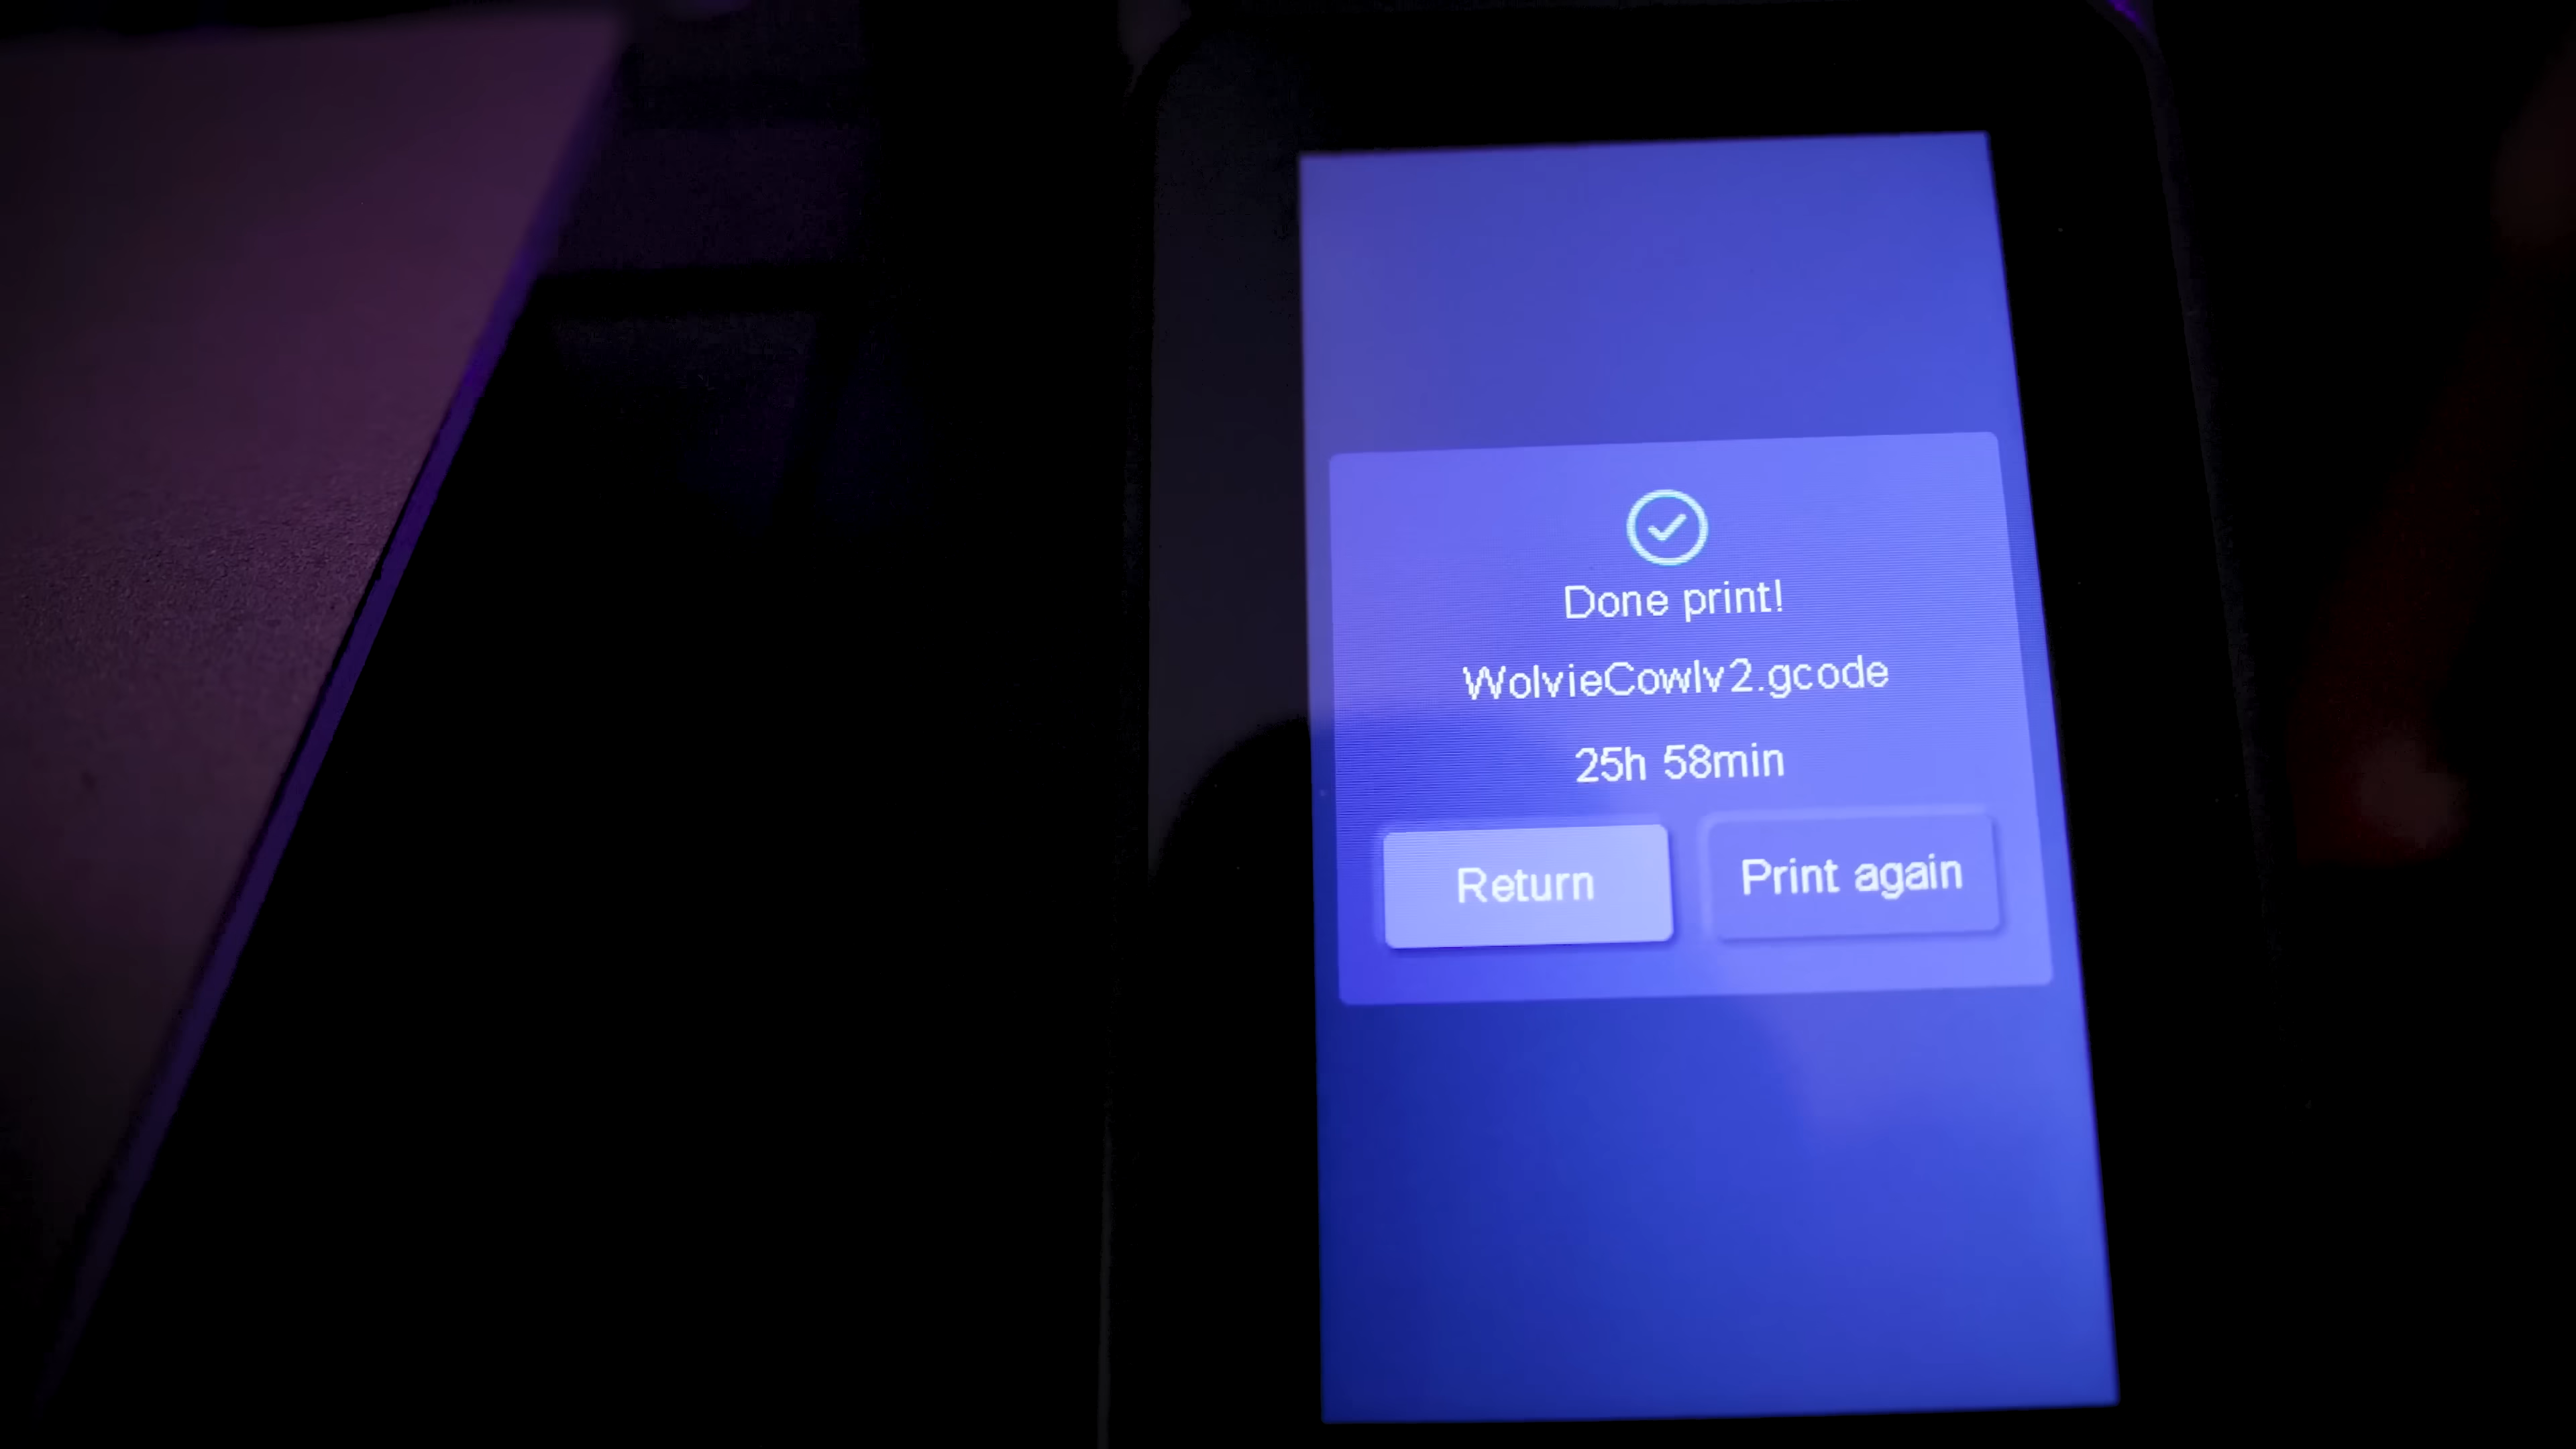 Done print!
WolvieCowlv2.gcode
25h 58min
Return
Print again